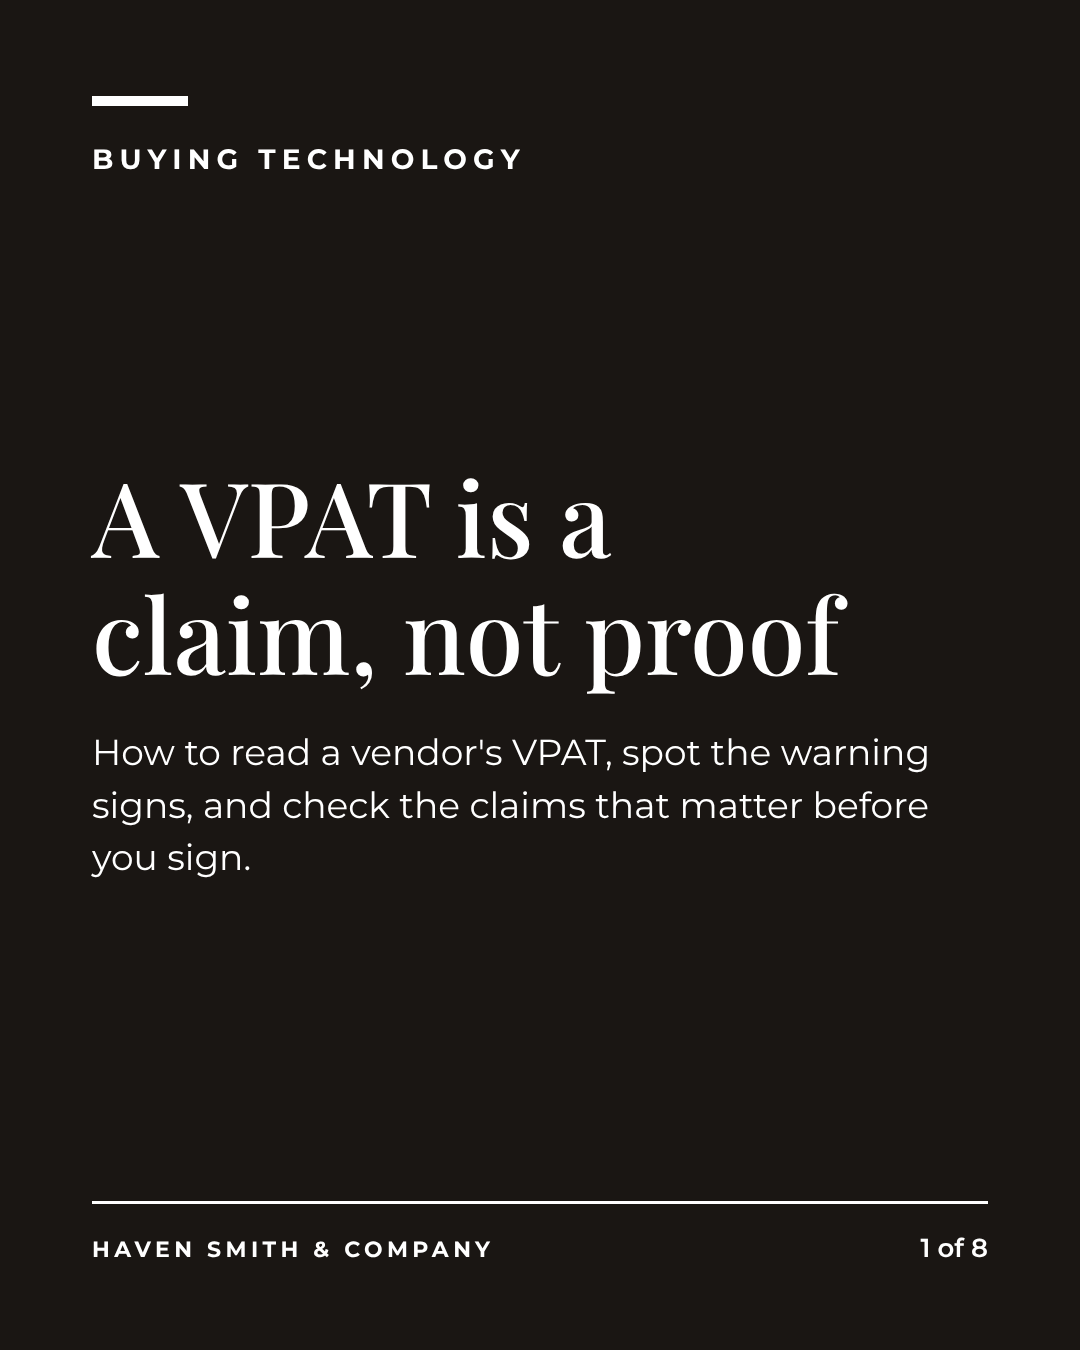 BUYING TECHNOLOGY
A VPAT is a
claim, not proof
How to read a vendor's VPAT, spot the warning
signs, and check the claims that matter before
you sign.
HAVEN SMITH & COMPANY
1 of 8